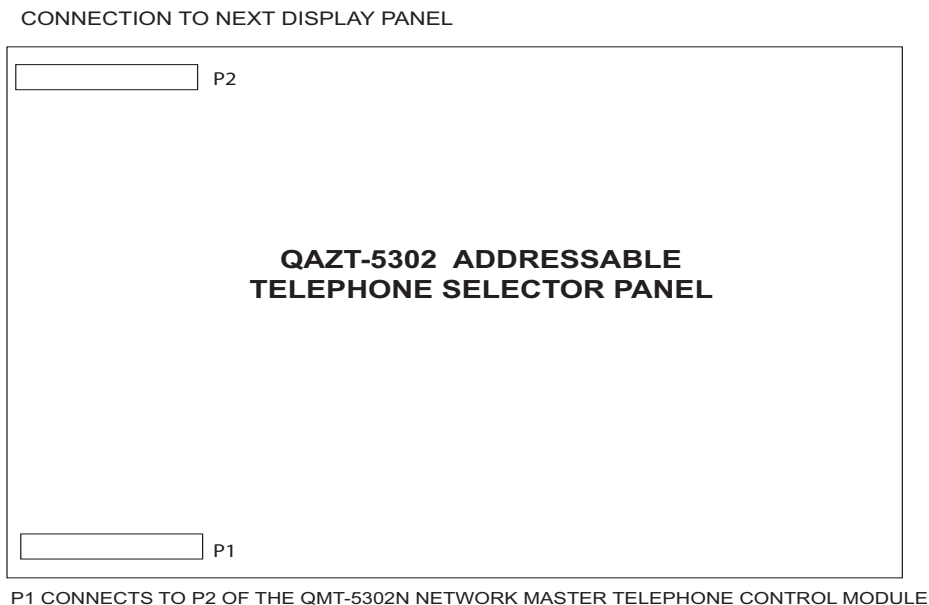 CONNECTION TO NEXT DISPLAY PANEL
P2
QAZT-5302 ADDRESSABLE
TELEPHONE SELECTOR PANEL
P1
P1 CONNECTS TO P2 OF THE QMT-5302N NETWORK MASTER TELEPHONE CONTROL MODULE